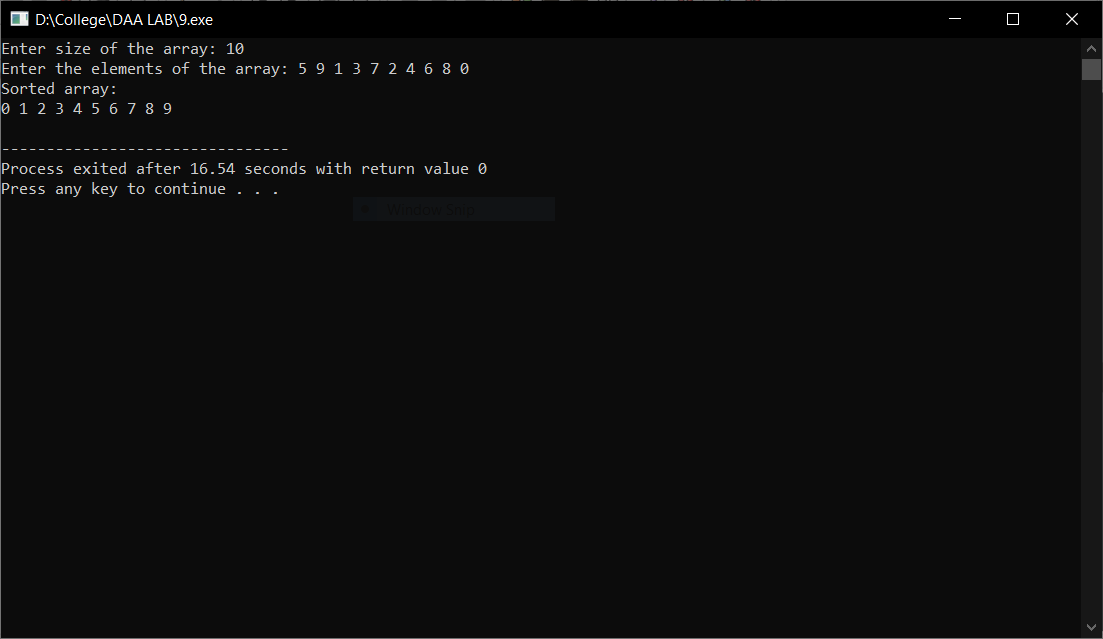 D:\College\DAA LAB\9.exe
Enter size of the array: 10
Enter the elements of the array: 5 9 1 3 7 2 4 6 8 0
Sorted array:
0 1 2 3 4 5 6 7 8 9
--------------------------------
Process exited after 16.54 seconds with return value 0
Press any key to continue . . .
Window Snip